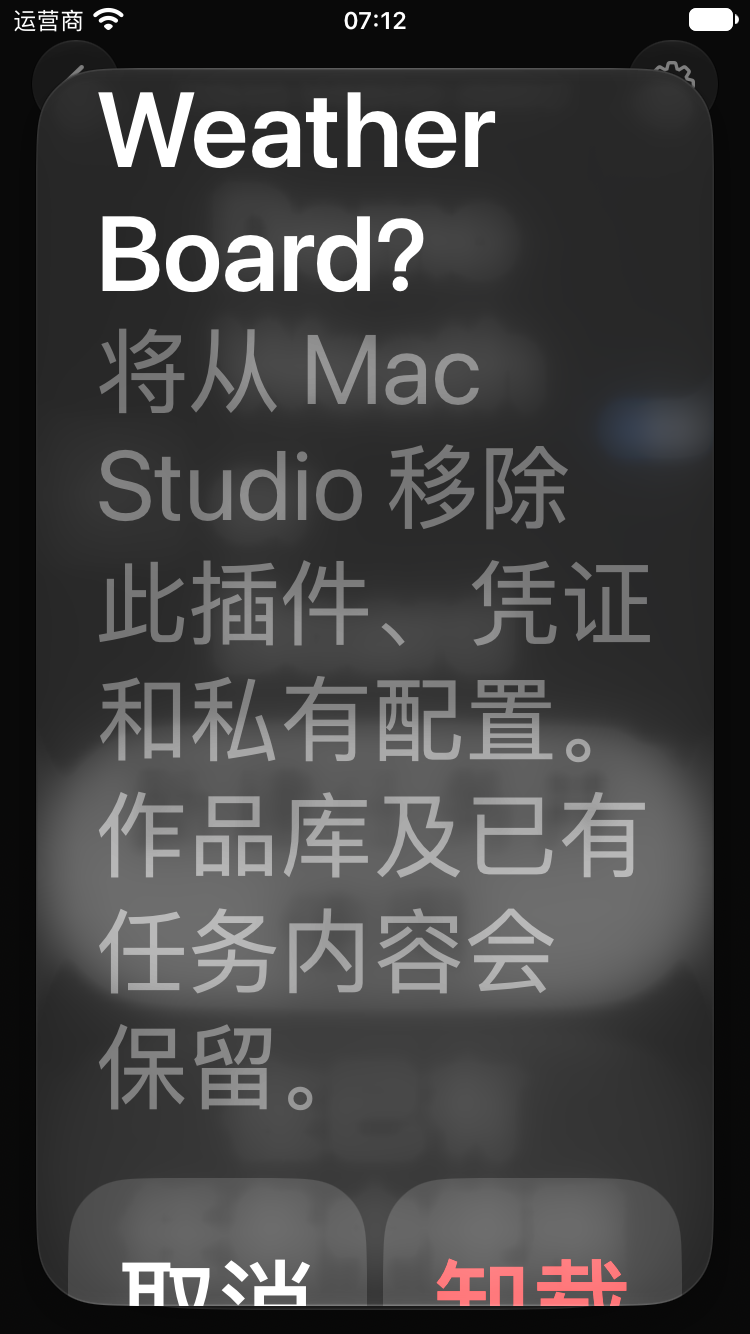 运营商
07:12
Weather
Board?
将从 Mac
Studio 移除
此插件、凭证
和私有配置。
作品库及已有
任务内容会
保留。
取消
卸载